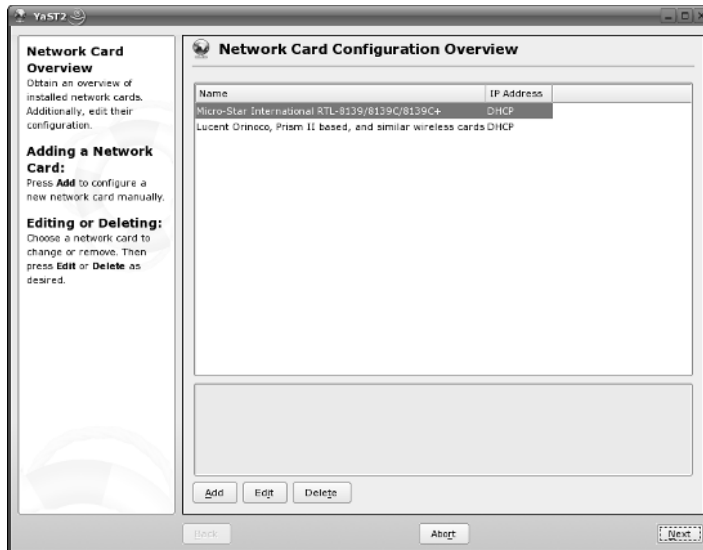 YaST2
Network Card
Overview
Obtain an overview of
installed network cards.
Additionally, edit their
configuration.
Adding a Network
Card:
Press Add to configure a
new network card manually.
Editing or Deleting:
Choose a network card to
change or remove. Then
press Edit or Delete as
desired.
Network Card Configuration Overview
Name IP Address
Micro-Star International RTL-8139/8139C/8139C+ DHCP
Lucent Orinoco, Prism II based, and similar wireless cards DHCP
Add Edit Delete
Back Abort Next